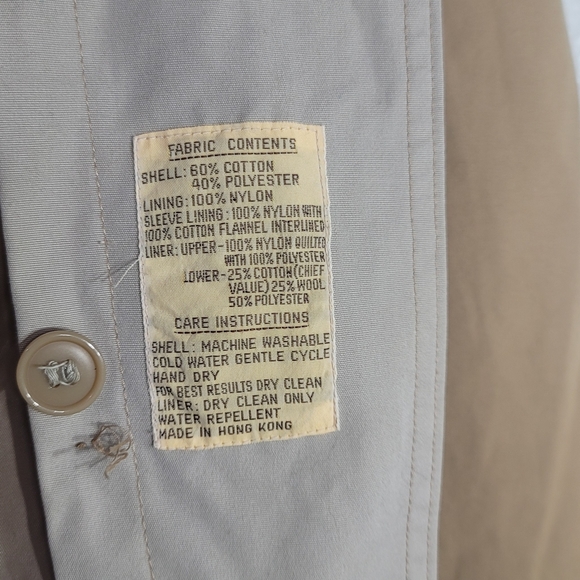 FABRIC CONTENTS
SHELL: 60% COTTON
40% POLYESTER
LINING: 100% NYLON
SLEEVE LINING: 100% NYLON WITH
100% COTTON FLANNEL INTERLINED
LINER: UPPER-100% NYLON QUILTED
WITH 100% POLYESTER
LOWER-25% COTTON (CHIEF
VALUE) 25% WOOL
50% POLYESTER
CARE INSTRUCTIONS
SHELL: MACHINE WASHABLE
COLD WATER GENTLE CYCLE
HAND DRY
FOR BEST RESULTS DRY CLEAN
LINER: DRY CLEAN ONLY
WATER REPELLENT
MADE IN HONG KONG